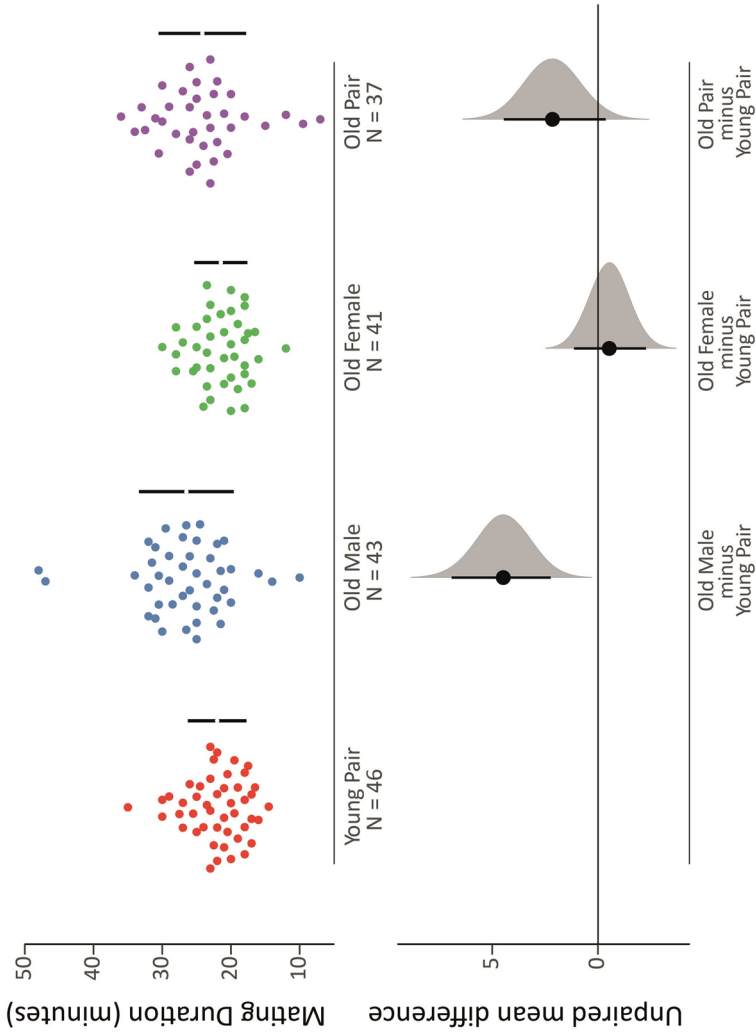 Mating Duration (minutes)
50
40
30
20
10
Young Pair
N = 46
Old Male
N = 43
Old Female
N = 41
Old Pair
N = 37
Unpaired mean difference
5
0
Old Male
minus
Young Pair
Old Female
minus
Young Pair
Old Pair
minus
Young Pair